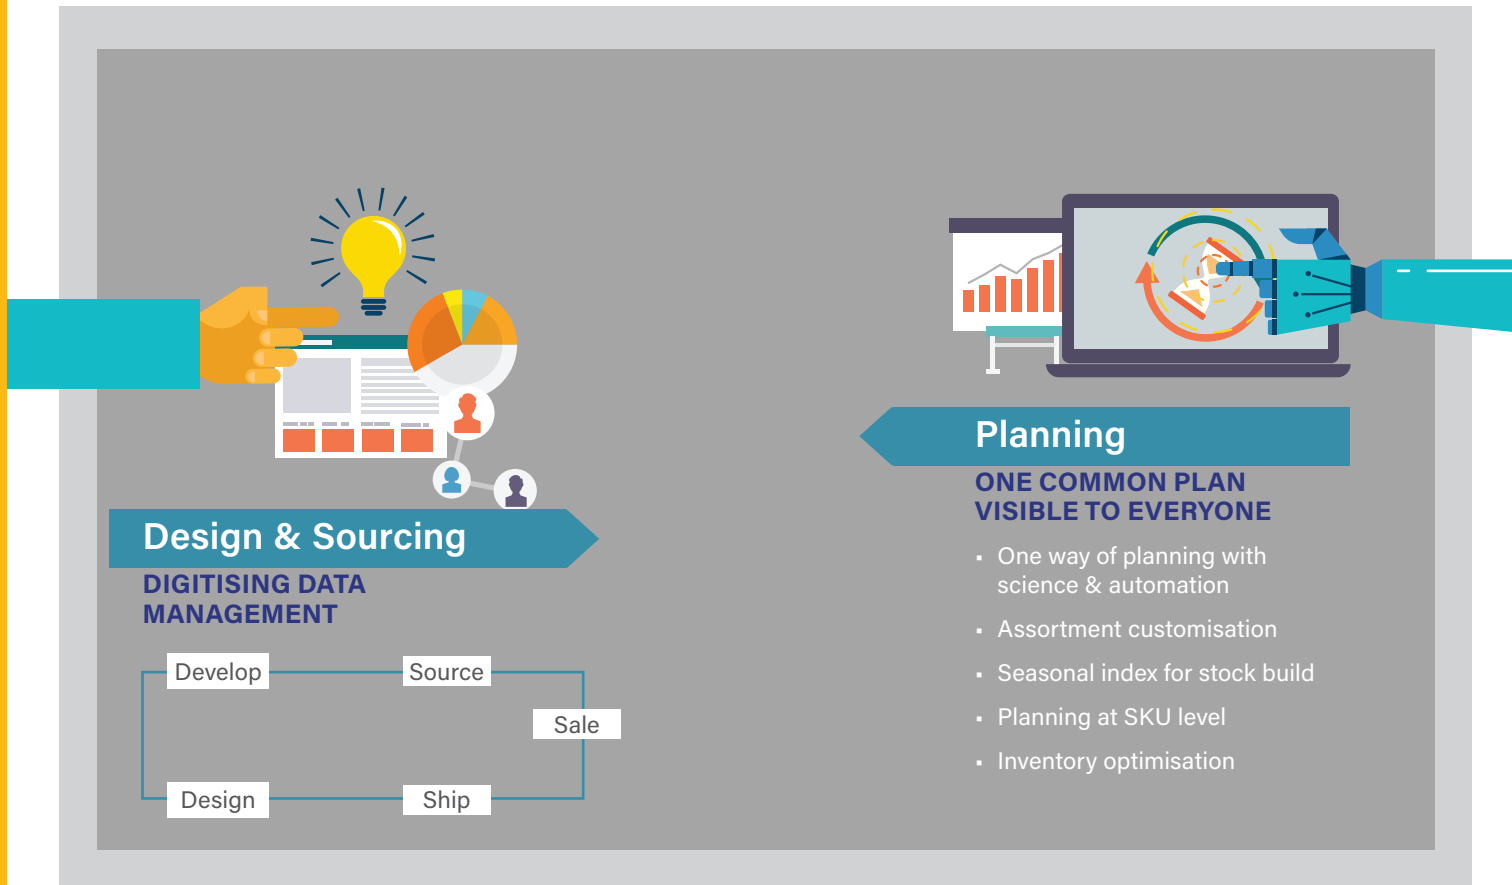 Design & Sourcing
DIGITISING DATA
MANAGEMENT
Develop
Source
Sale
Design
Ship
Planning
ONE COMMON PLAN
VISIBLE TO EVERYONE
▪ One way of planning with
science & automation
▪ Assortment customisation
▪ Seasonal index for stock build
▪ Planning at SKU level
▪ Inventory optimisation